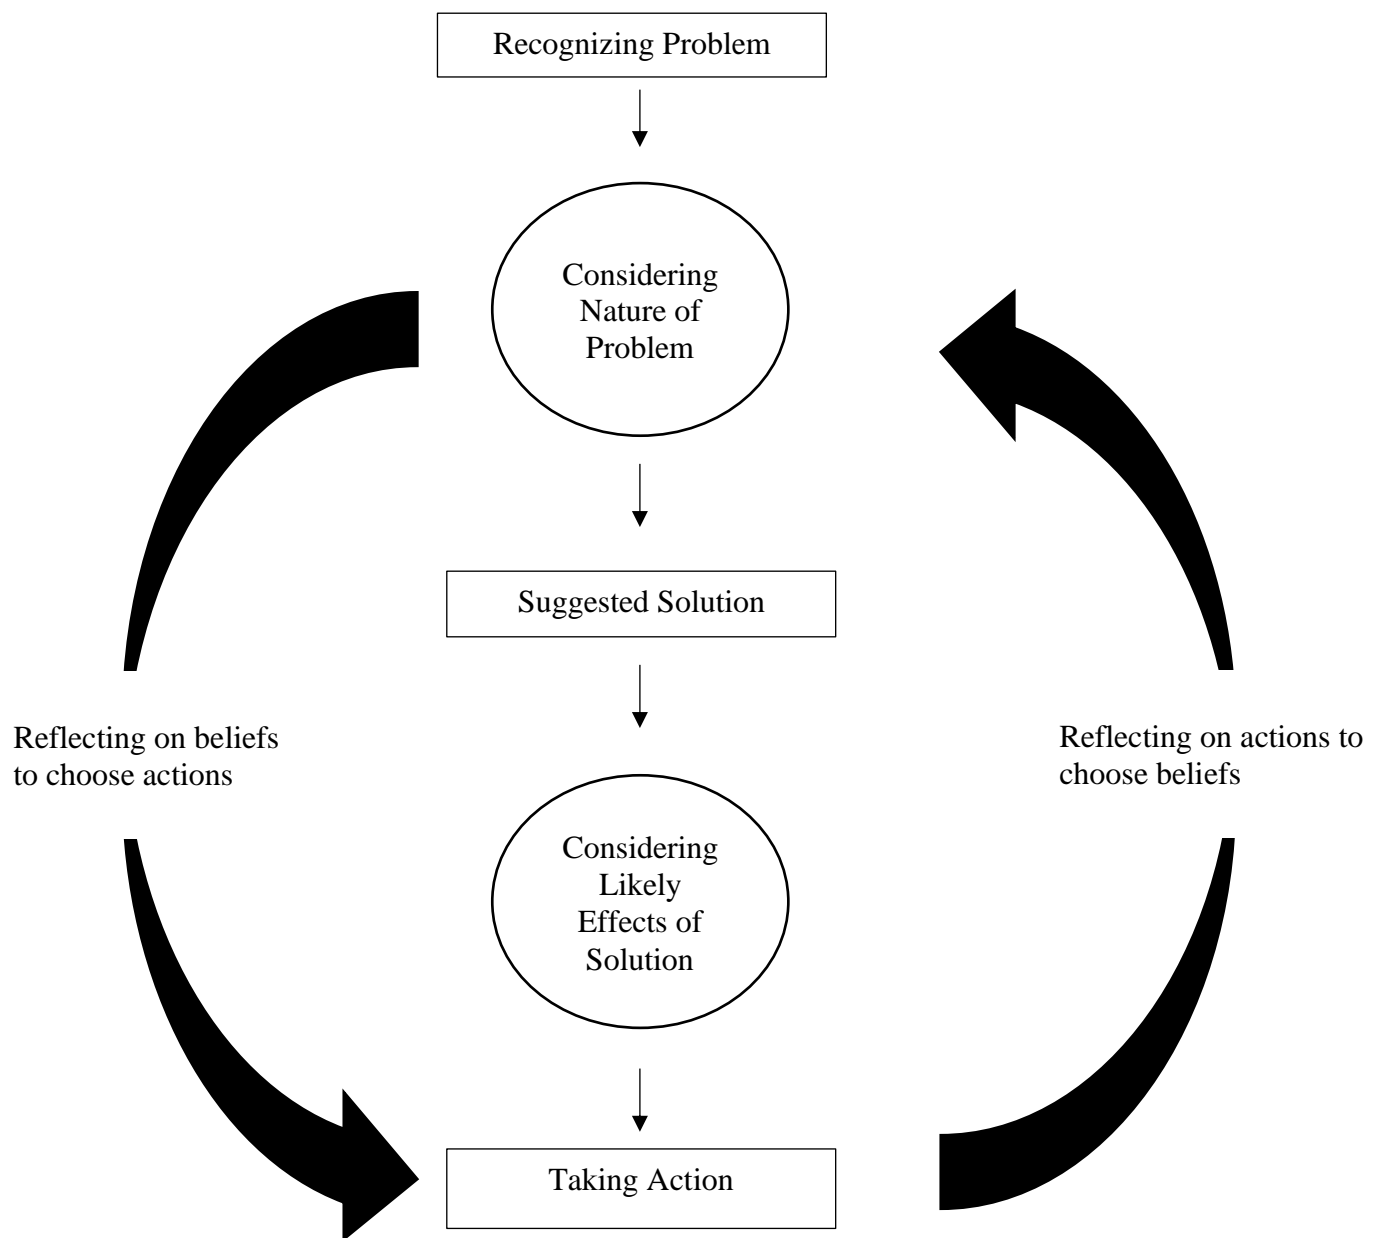 Recognizing Problem
Considering
Nature of
Problem
Suggested Solution
Reflecting on beliefs
to choose actions
Reflecting on actions to
choose beliefs
Considering
Likely
Effects of
Solution
Taking Action